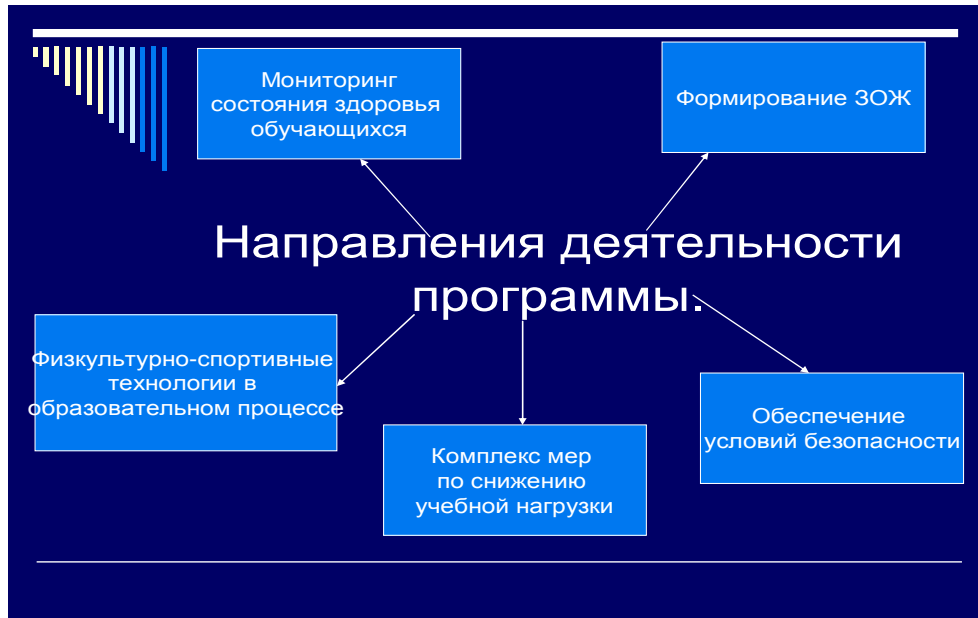 Мониторинг
состояния здоровья
обучающихся
Формирование ЗОЖ
Направления деятельности
программы.
Физкультурно-спортивные
технологии в
образовательном процессе
Комплекс мер
по снижению
учебной нагрузки
Обеспечение
условий безопасности